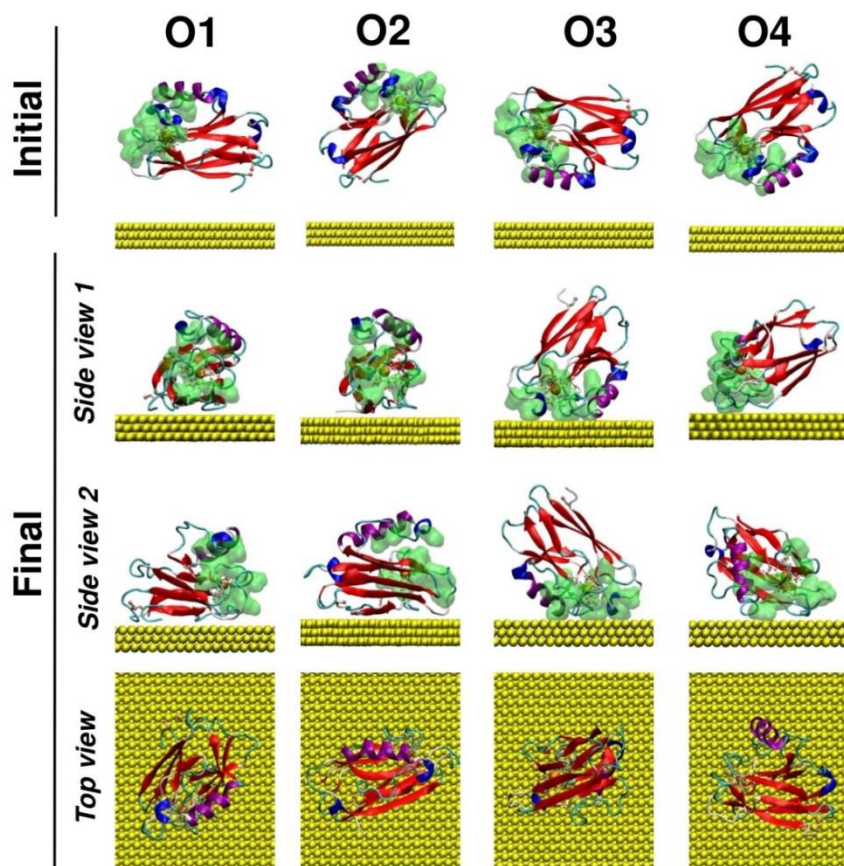 O1 O2 O3 O4
Initial
Final
Side view 1
Side view 2
Top view